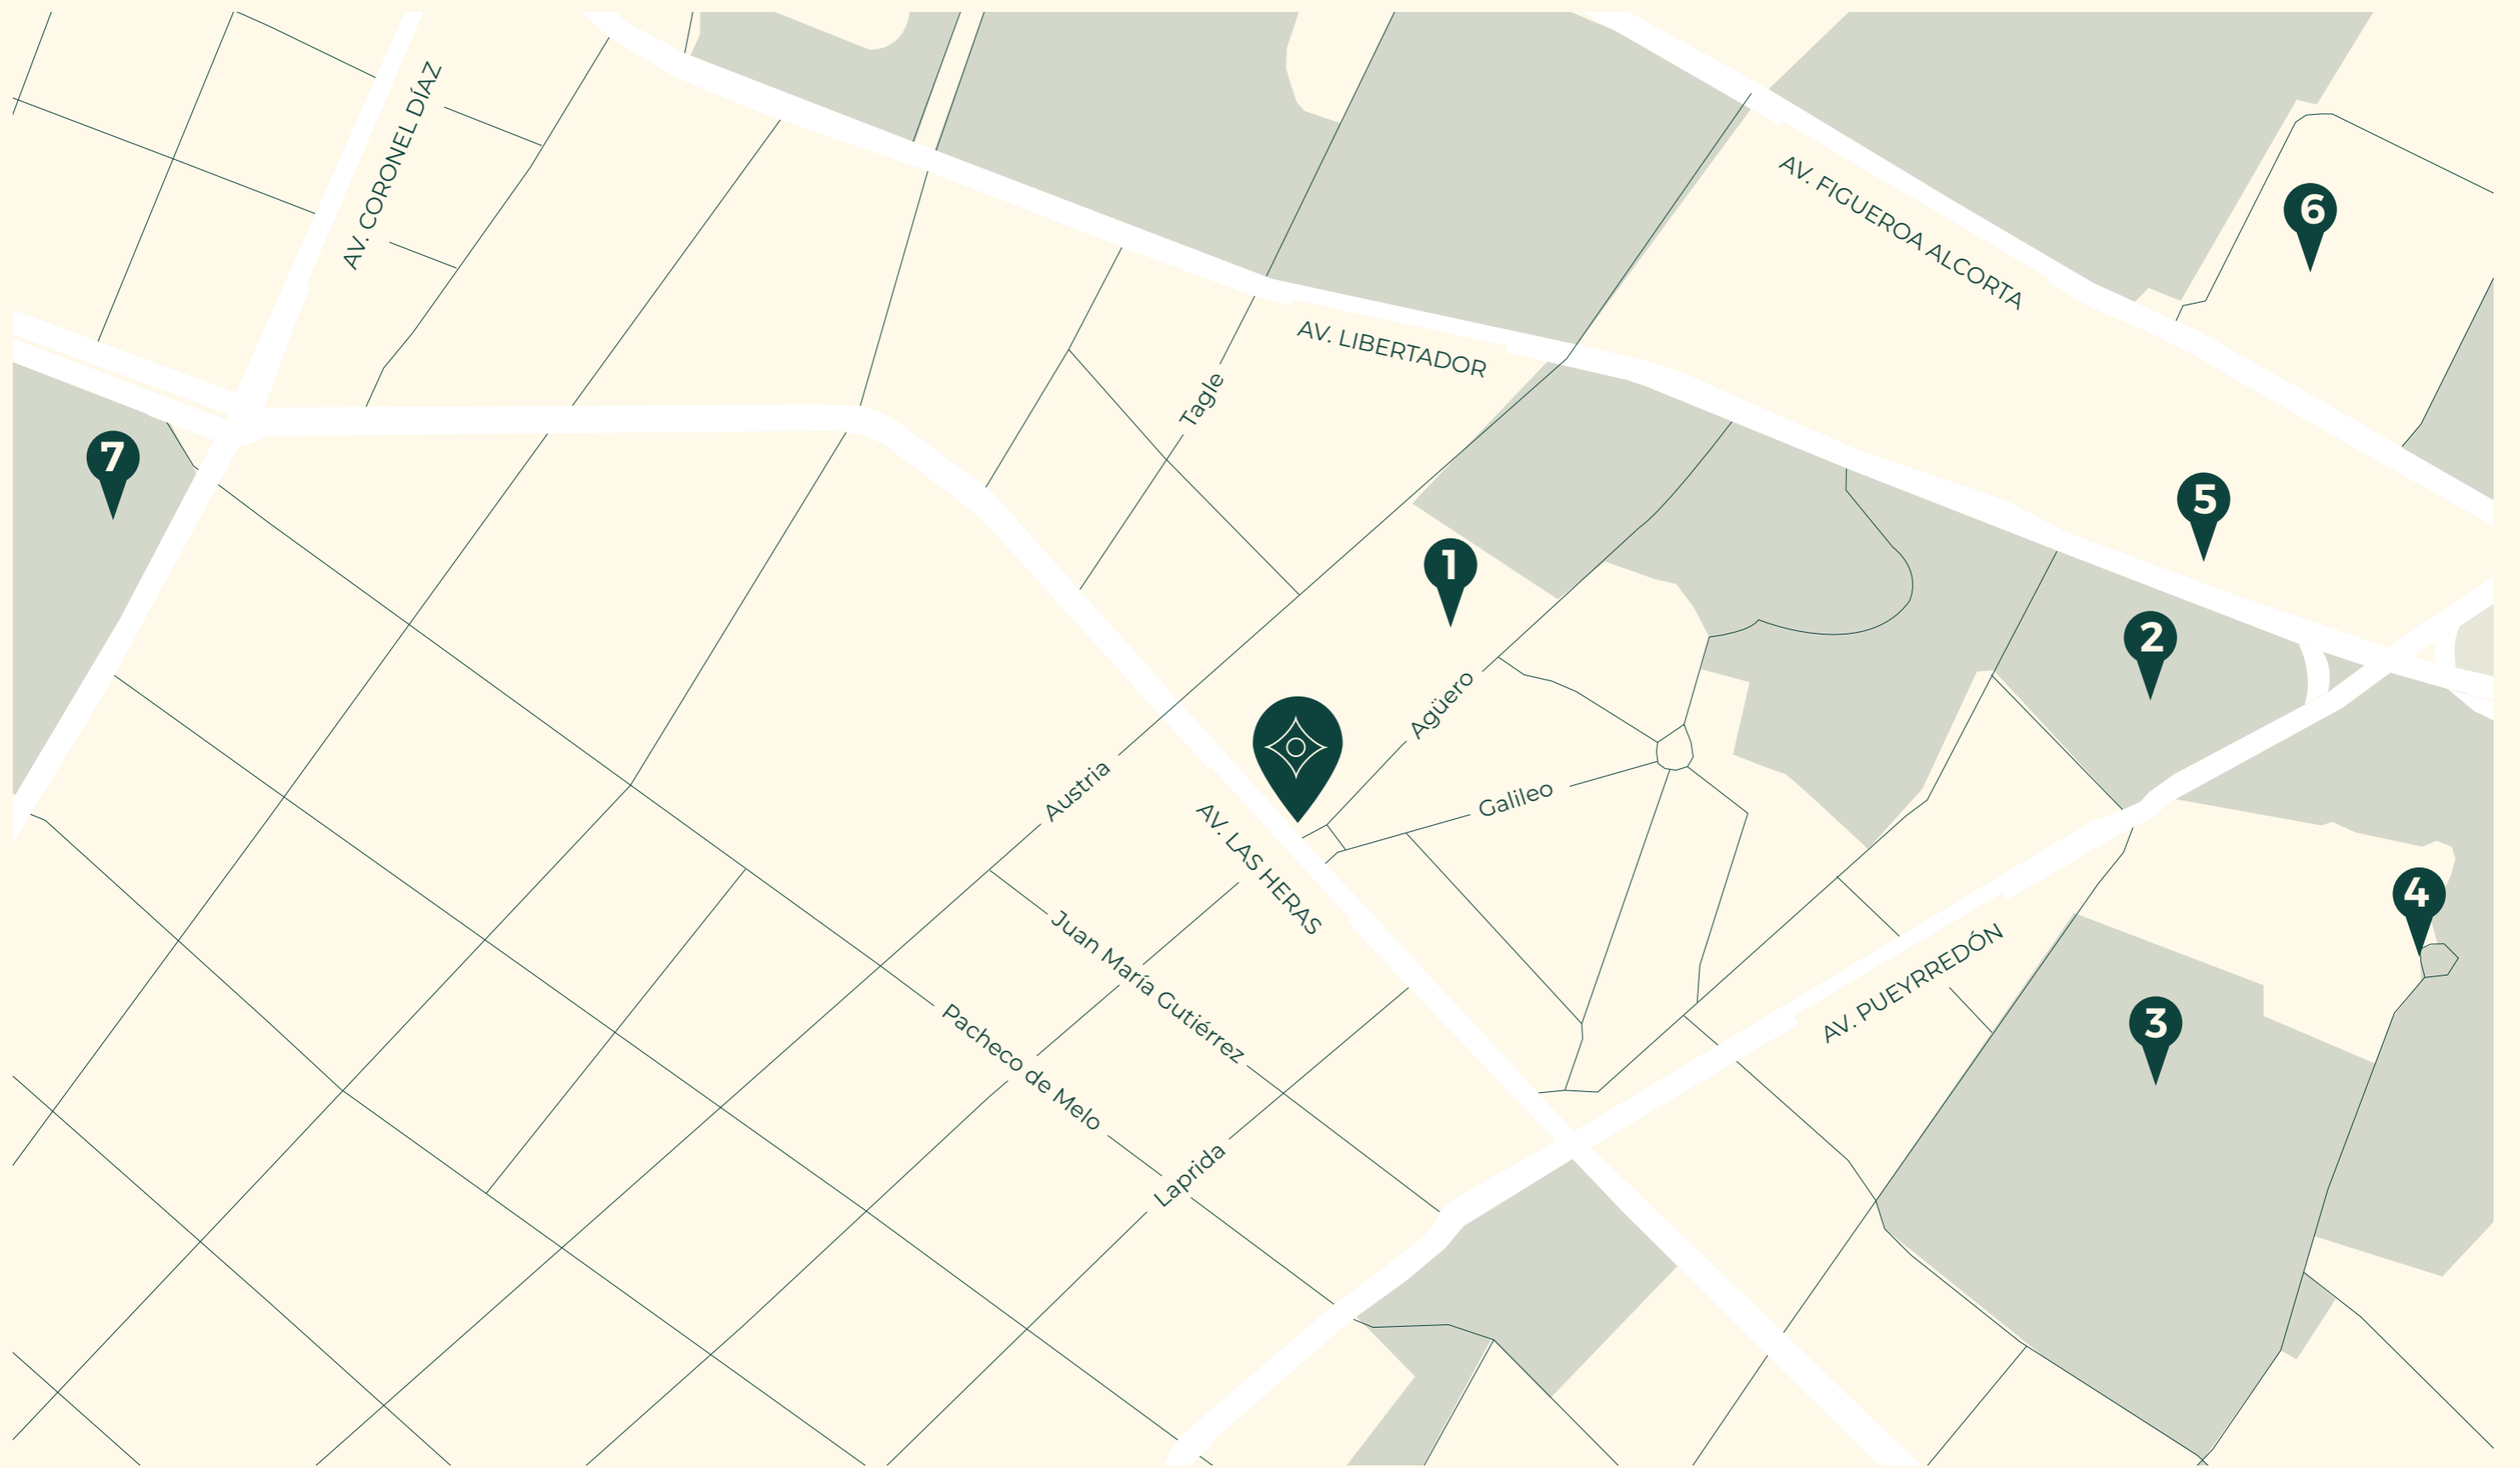 AV. CORONEL DÍAZ
AV. FIGUEROA ALCORTA
6
AV. LIBERTADOR
Tagle
7
5
1
2
Agüero
Austria
Galileo
AV. LAS HERAS
4
Juan María Gutiérrez
AV. PUEYRREDÓN
3
Pacheco de Melo
Laprida